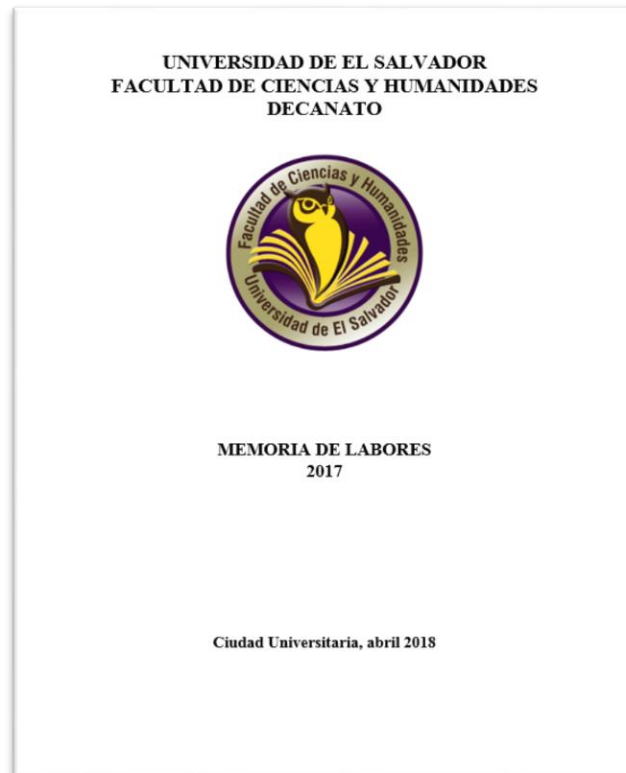 UNIVERSIDAD DE EL SALVADOR
FACULTAD DE CIENCIAS Y HUMANIDADES
DECANATO
Facultad de Ciencias y Humanidades
Universidad de El Salvador
MEMORIA DE LABORES
2017
Ciudad Universitaria, abril 2018